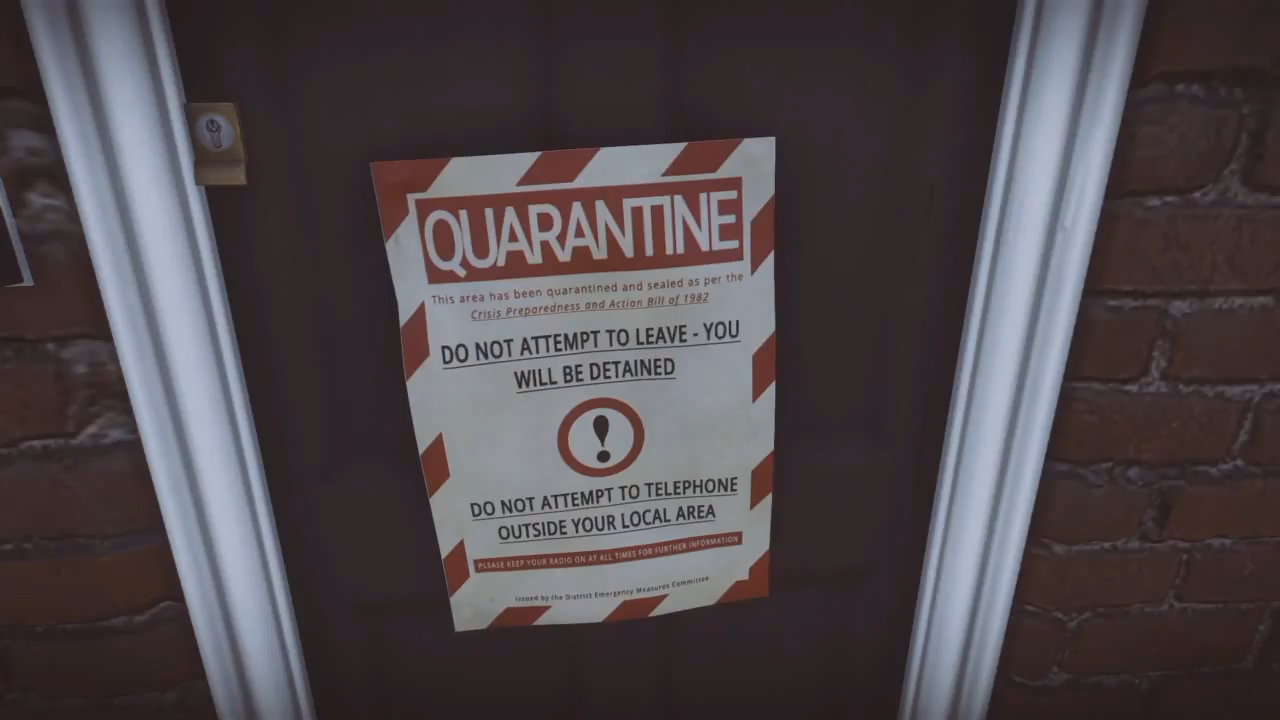 QUARANTINE
This area has been quarantined and sealed as per the
Crisis Preparedness and Action Bill of 1982
DO NOT ATTEMPT TO LEAVE - YOU
WILL BE DETAINED
!
DO NOT ATTEMPT TO TELEPHONE
OUTSIDE YOUR LOCAL AREA
PLEASE KEEP YOUR RADIO ON AT ALL TIMES FOR FURTHER INFORMATION
Issued by the District Emergency Measures Committee